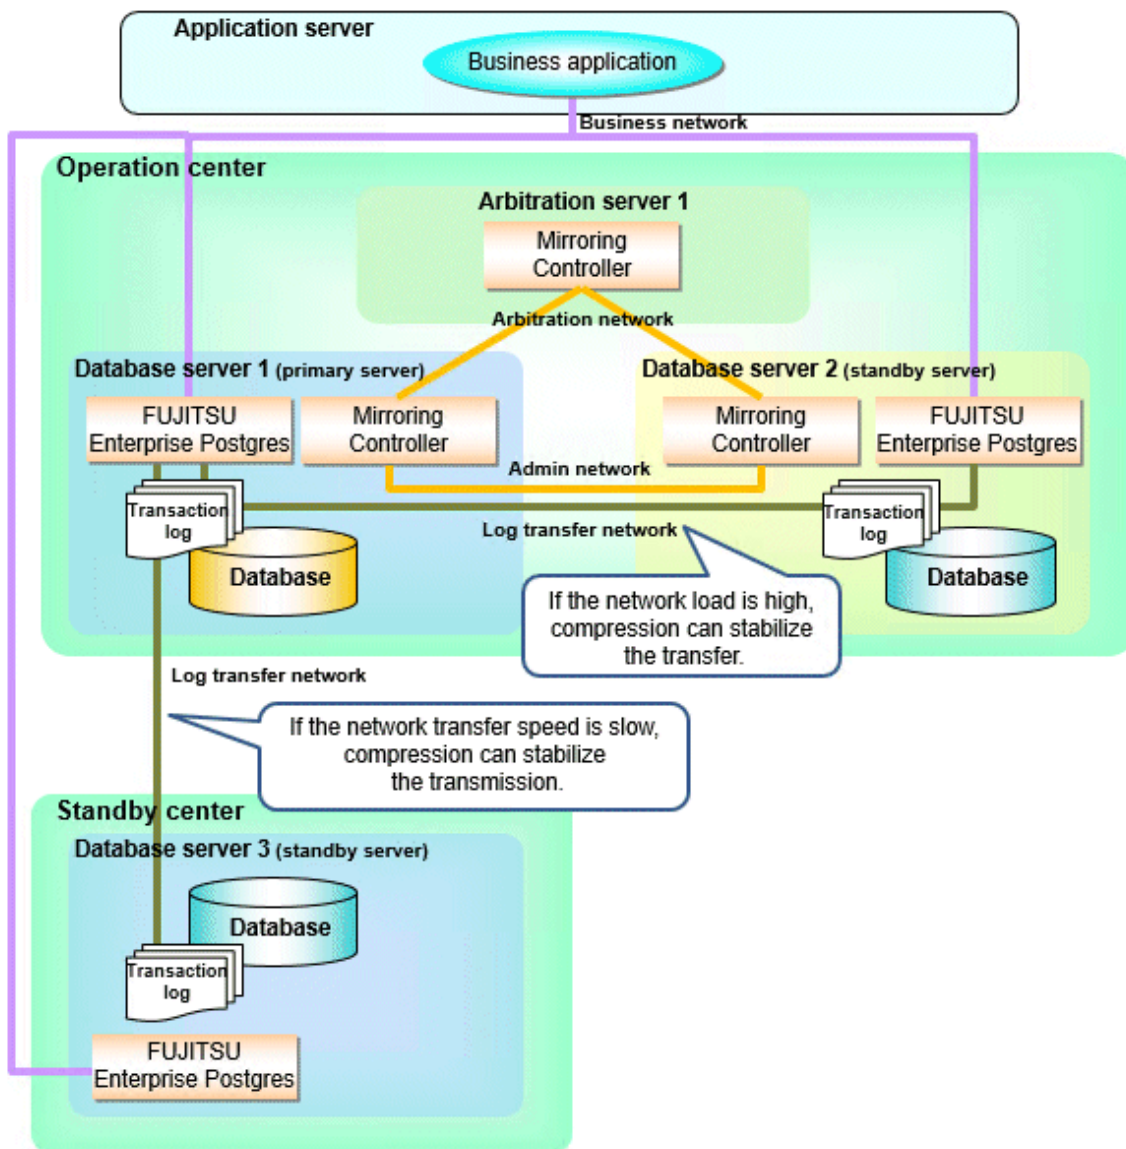 Application server
Business application
Business network
Operation center
Arbitration server 1
Mirroring
Controller
Arbitration network
Database server 1 (primary server)
FUJITSU
Enterprise Postgres
Mirroring
Controller
Database server 2 (standby server)
Mirroring
Controller
FUJITSU
Enterprise Postgres
Admin network
Transaction
log
Database
Log transfer network
Transaction
log
Database
If the network load is high,
compression can stabilize
the transfer.
Log transfer network
If the network transfer speed is slow,
compression can stabilize
the transmission.
Standby center
Database server 3 (standby server)
Database
Transaction
log
FUJITSU
Enterprise Postgres